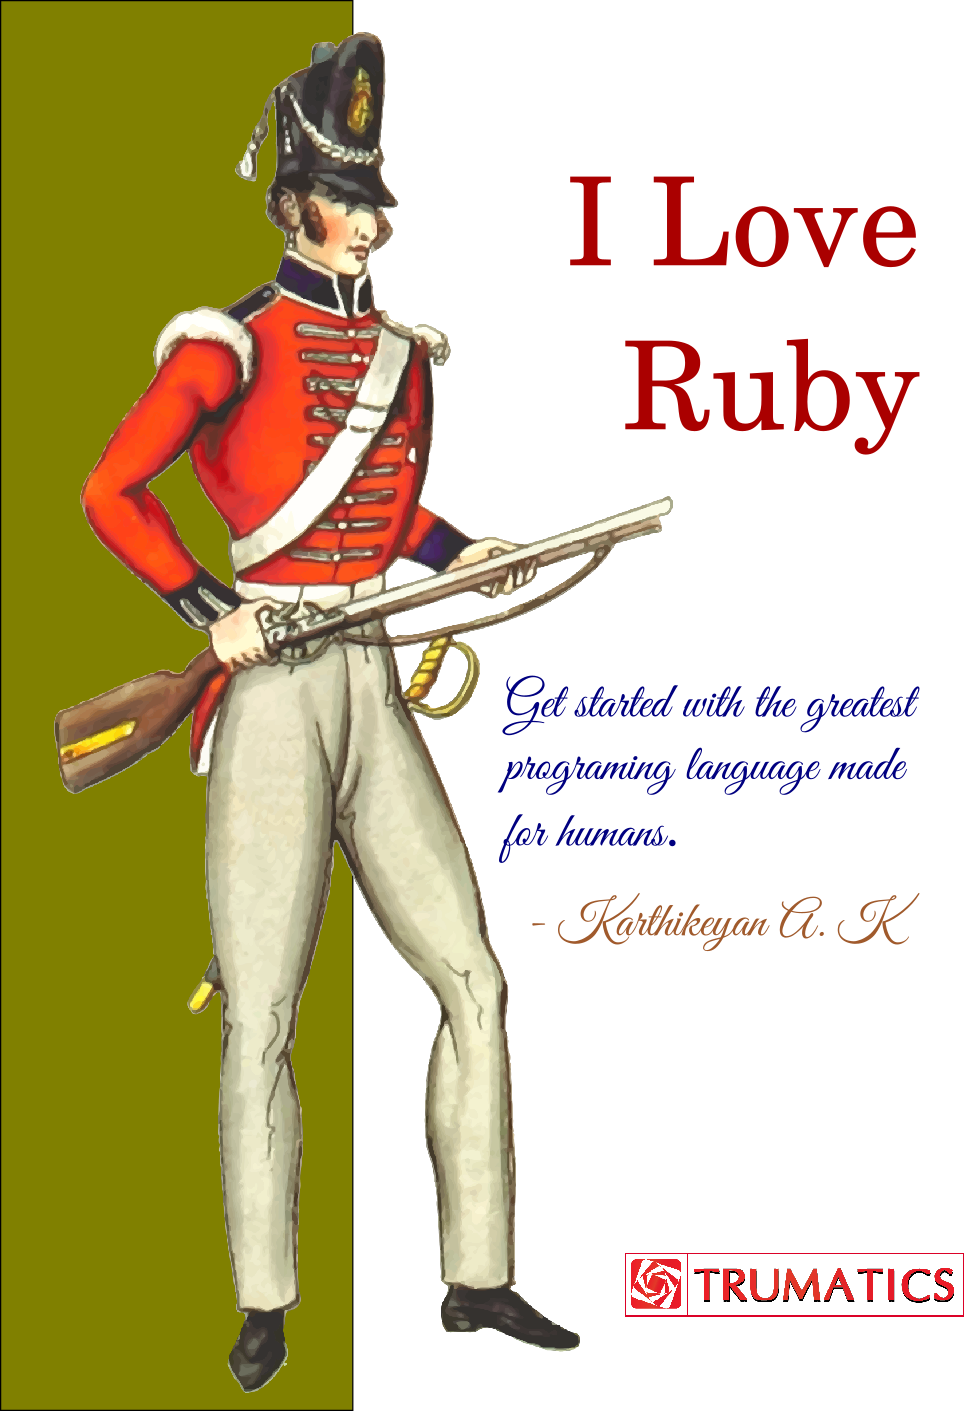 I Love
Ruby
Get started with the greatest
programing language made
for humans.
- Karthikeyan A. K
TRUMATICS